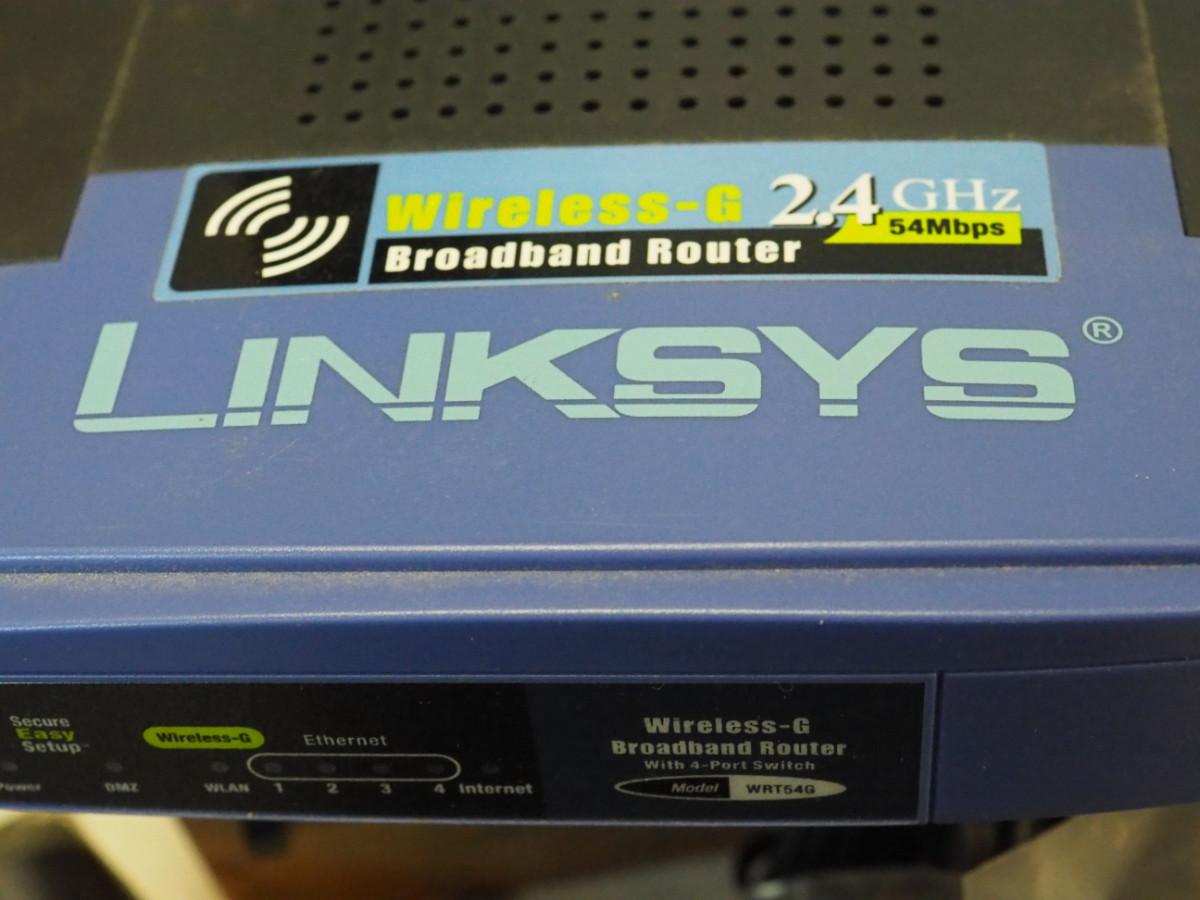 Wireless-G 2.4 GHz
54Mbps
Broadband Router
LINKSYS®
Secure
Easy
Setup
Wireless-G
Ethernet
Power DMZ WLAN 1 2 3 4 Internet
Wireless-G
Broadband Router
With 4-Port Switch
Model WRT54G